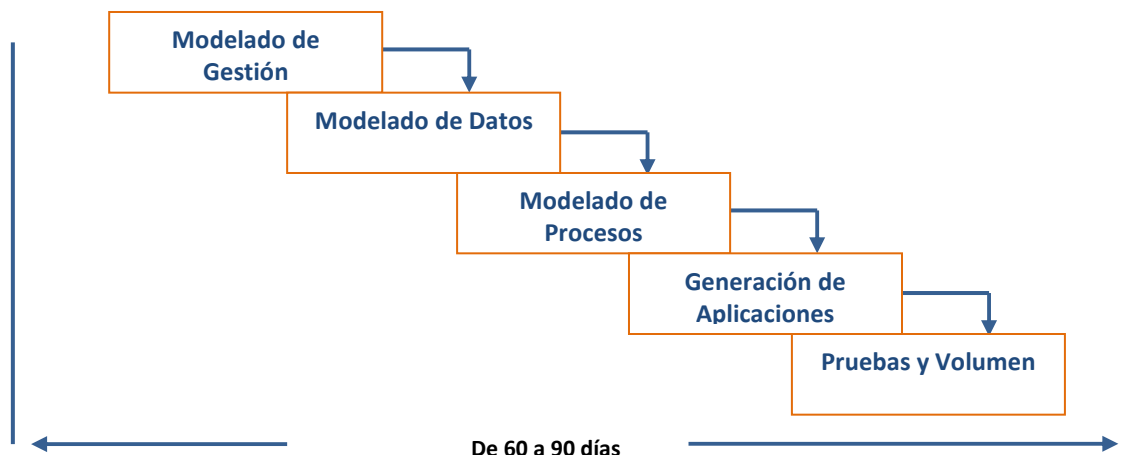 Modelado de
Gestión
Modelado de Datos
Modelado de
Procesos
Generación de
Aplicaciones
Pruebas y Volumen
De 60 a 90 días